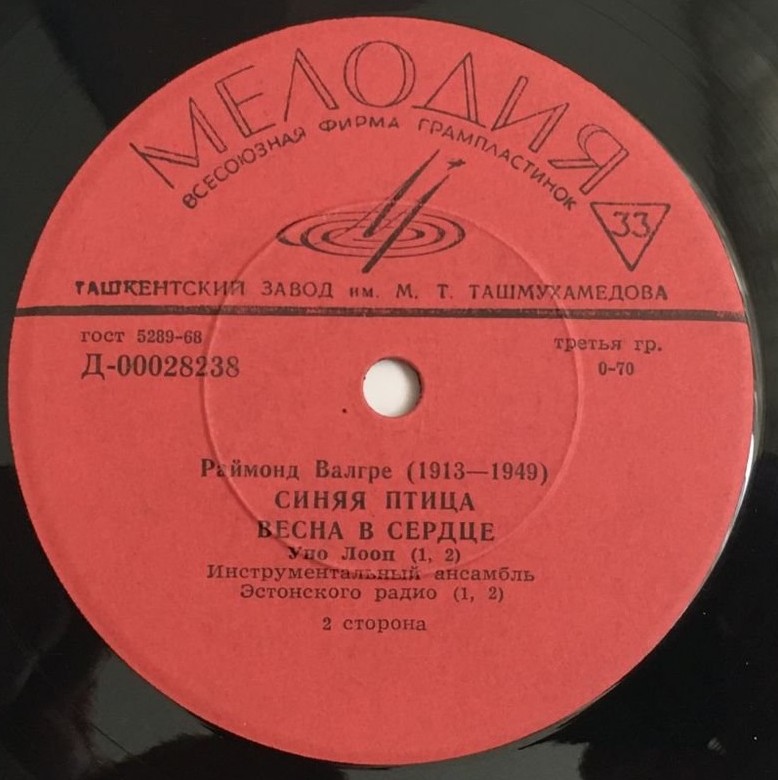 МЕЛОДИЯ
ВСЕСОЮЗНАЯ ФИРМА ГРАМПЛАСТИНОК
33
ТАШКЕНТСКИЙ ЗАВОД им. М. Т. ТАШМУХАМЕДОВА
гост 5289-68
Д-00028238
третья гр.
0-70
Раймонд Валгре (1913—1949)
СИНЯЯ ПТИЦА
ВЕСНА В СЕРДЦЕ
Уно Лооп (1, 2)
Инструментальный ансамбль
Эстонского радио (1, 2)
2 сторона